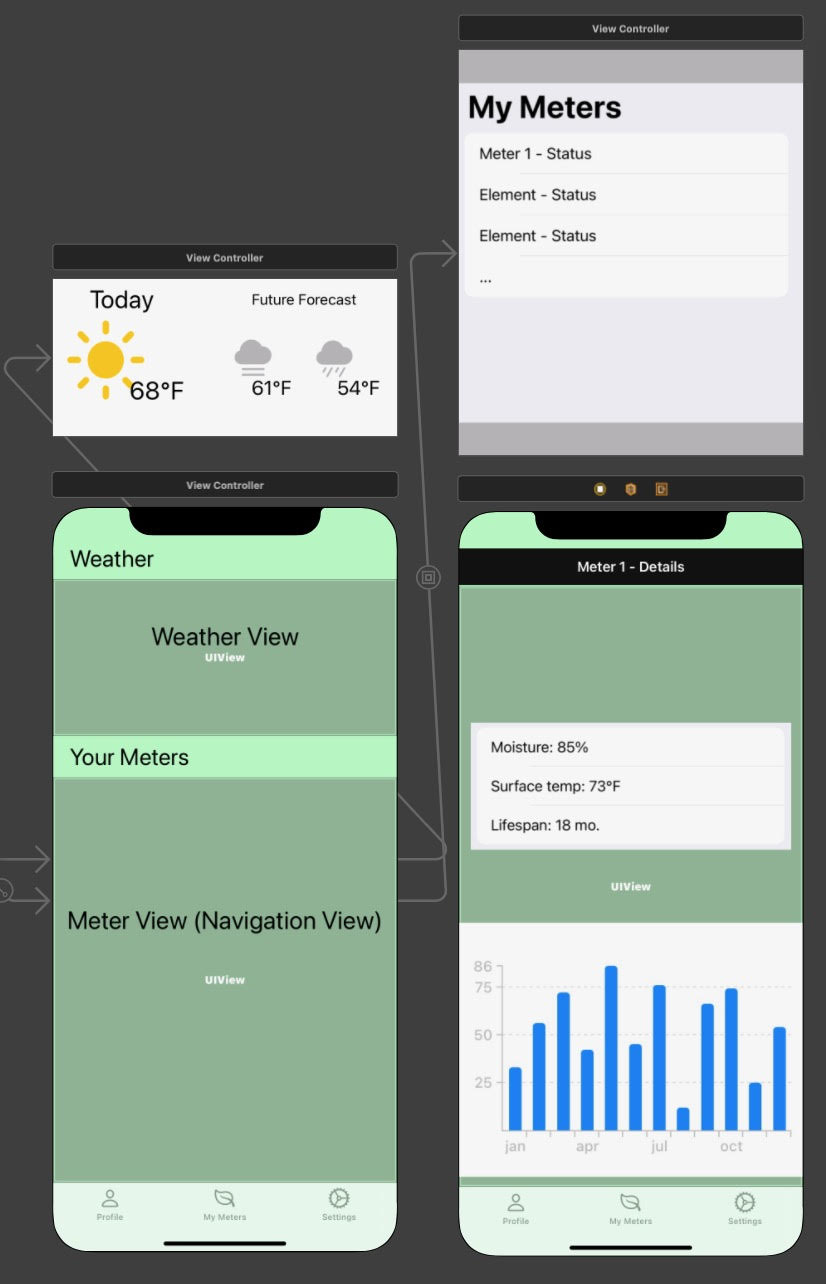 View Controller
My Meters
Meter 1 - Status
Element - Status
Element - Status
...
View Controller
Today
Future Forecast
68°F
61°F
54°F
View Controller
Weather
Weather View
UIView
Your Meters
Meter View (Navigation View)
UIView
Profile
My Meters
Settings
Meter 1 - Details
Moisture: 85%
Surface temp: 73°F
Lifespan: 18 mo.
UIView
86
75
50
25
jan apr jul oct
Profile
My Meters
Settings